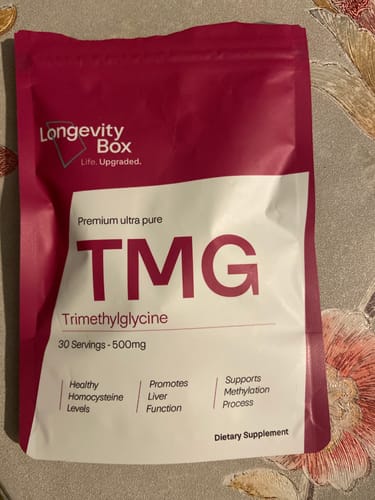 Longevity
Box
Life. Upgraded.
Premium ultra pure
TMG
Trimethylglycine
30 Servings - 500mg
Healthy
Homocysteine
Levels
Promotes
Liver
Function
Supports
Methylation
Process
Dietary Supplement